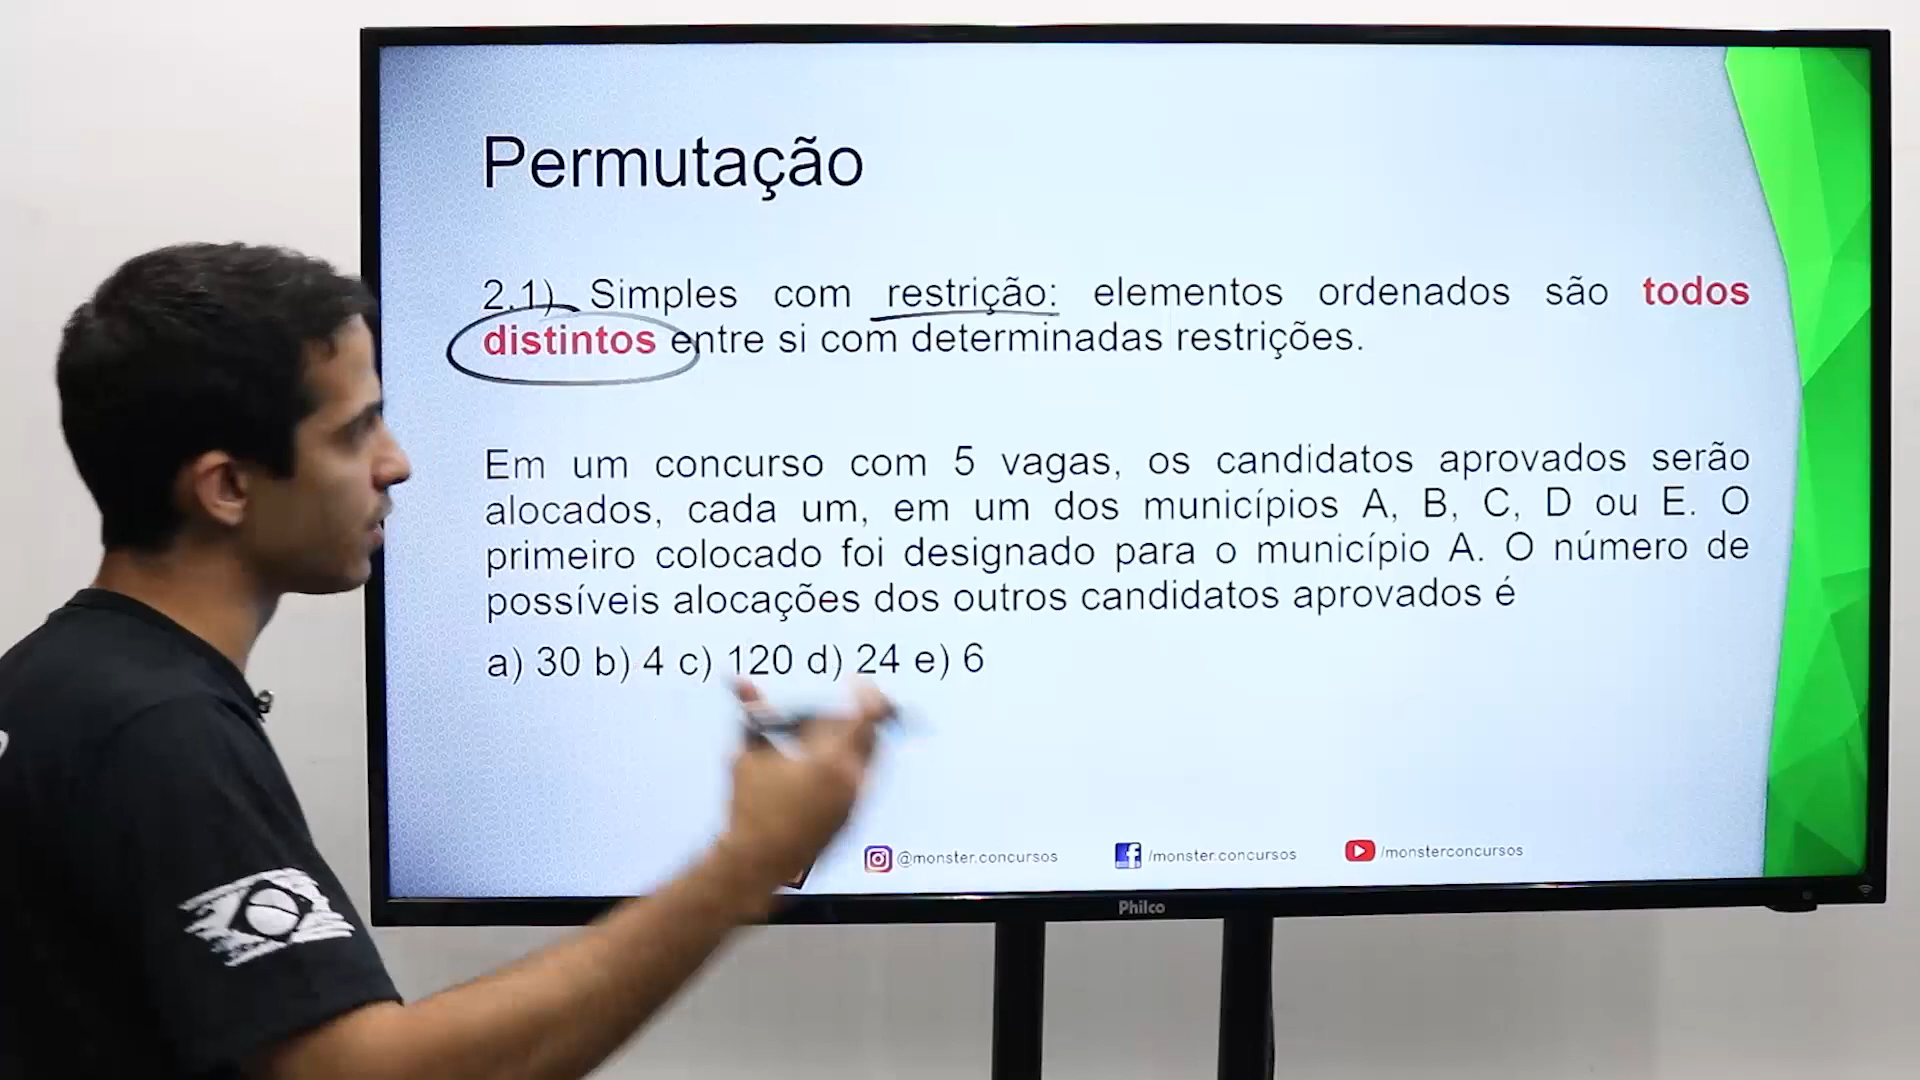 Permutação
2.1) Simples com restrição: elementos ordenados são todos
distintos entre si com determinadas restrições.
Em um concurso com 5 vagas, os candidatos aprovados serão
alocados, cada um, em um dos municípios A, B, C, D ou E. O
primeiro colocado foi designado para o município A. O número de
possíveis alocações dos outros candidatos aprovados é
a) 30 b) 4 c) 120 d) 24 e) 6
@monster.concursos /monster.concursos /monsterconcursos
Philco